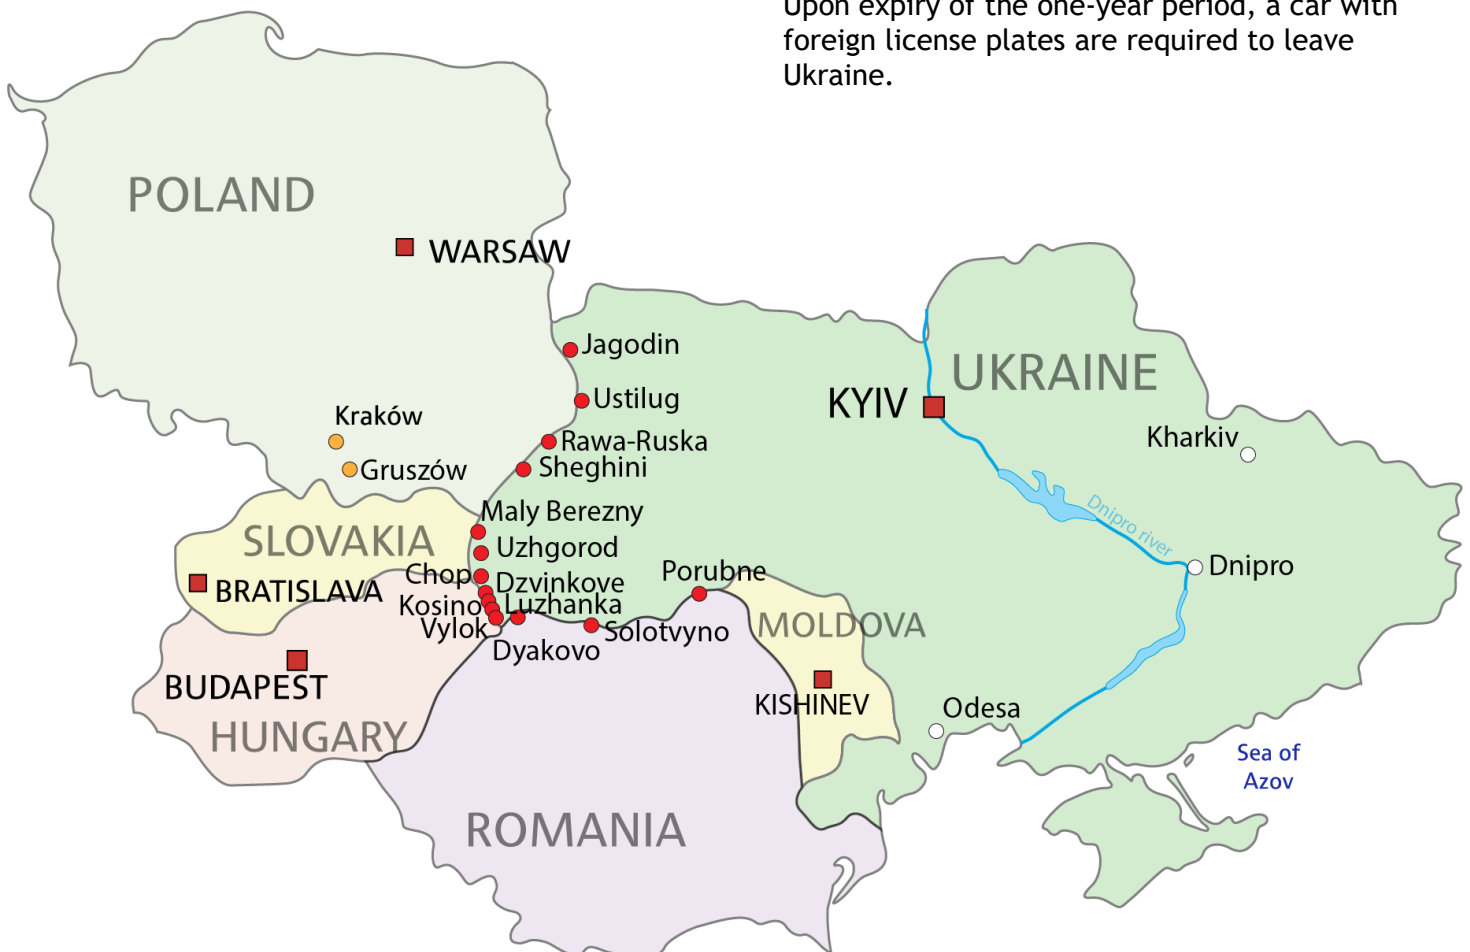 Upon expiry of the one-year period, a car with
foreign license plates are required to leave
Ukraine.
POLAND
WARSAW
Jagodin
UKRAINE
Ustilug
KYIV
Kraków
Rawa-Ruska
Kharkiv
Gruszów
Sheghini
Maly Berezny
Dnipro river
SLOVAKIA
Uzhgorod
Chop
Dzvinkove
Porubne
Dnipro
BRATISLAVA
Kosino
Luzhanka
Vylok
Solotvyno
MOLDOVA
Dyakovo
BUDAPEST
KISHINEV
Odesa
HUNGARY
Sea of
Azov
ROMANIA